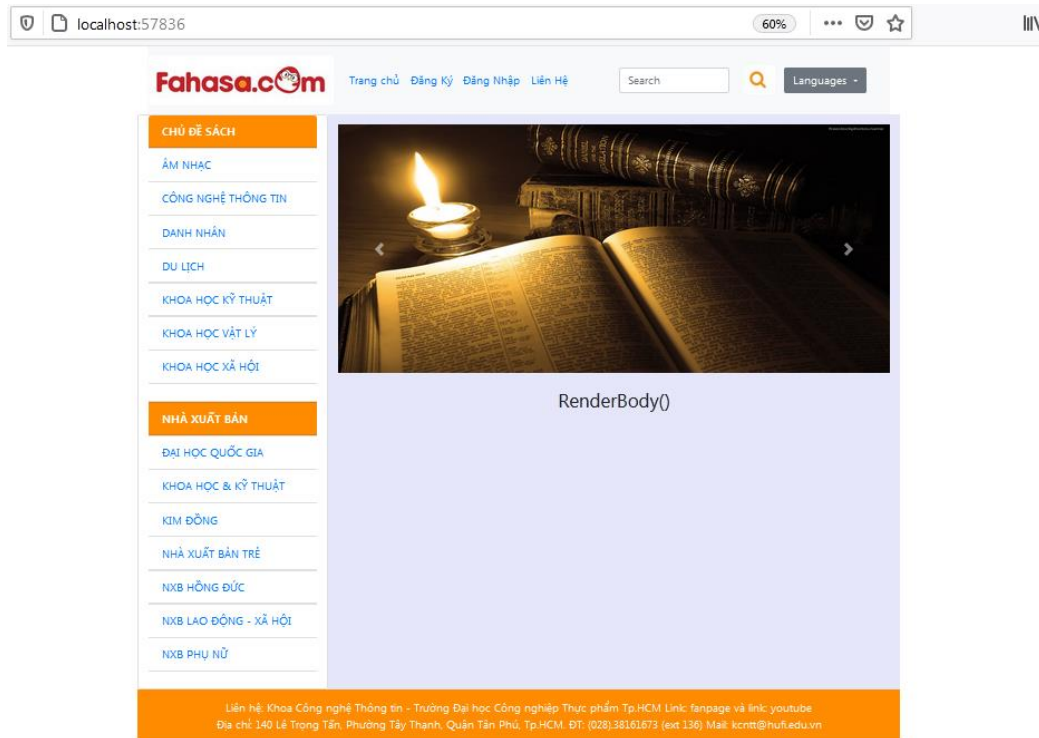 localhost:57836
60%
Fahasa.com
Trang chủ Đăng Ký Đăng Nhập Liên Hệ
Search
Languages
CHỦ ĐỀ SÁCH
ÂM NHẠC
CÔNG NGHỆ THÔNG TIN
DANH NHÂN
DU LỊCH
KHOA HỌC KỸ THUẬT
KHOA HỌC VẬT LÝ
KHOA HỌC XÃ HỘI
RenderBody()
NHÀ XUẤT BẢN
ĐẠI HỌC QUỐC GIA
KHOA HỌC & KỸ THUẬT
KIM ĐỒNG
NHÀ XUẤT BẢN TRẺ
NXB HỒNG ĐỨC
NXB LAO ĐỘNG - XÃ HỘI
NXB PHỤ NỮ
Liên hệ: Khoa Công nghệ Thông tin - Trường Đại học Công nghiệp Thực phẩm Tp.HCM Link: fanpage và link: youtube
Địa chỉ: 140 Lê Trọng Tấn, Phường Tây Thạnh, Quận Tân Phú, Tp.HCM. ĐT: (028).38161673 (ext 136) Mail: kcntt@hufi.edu.vn